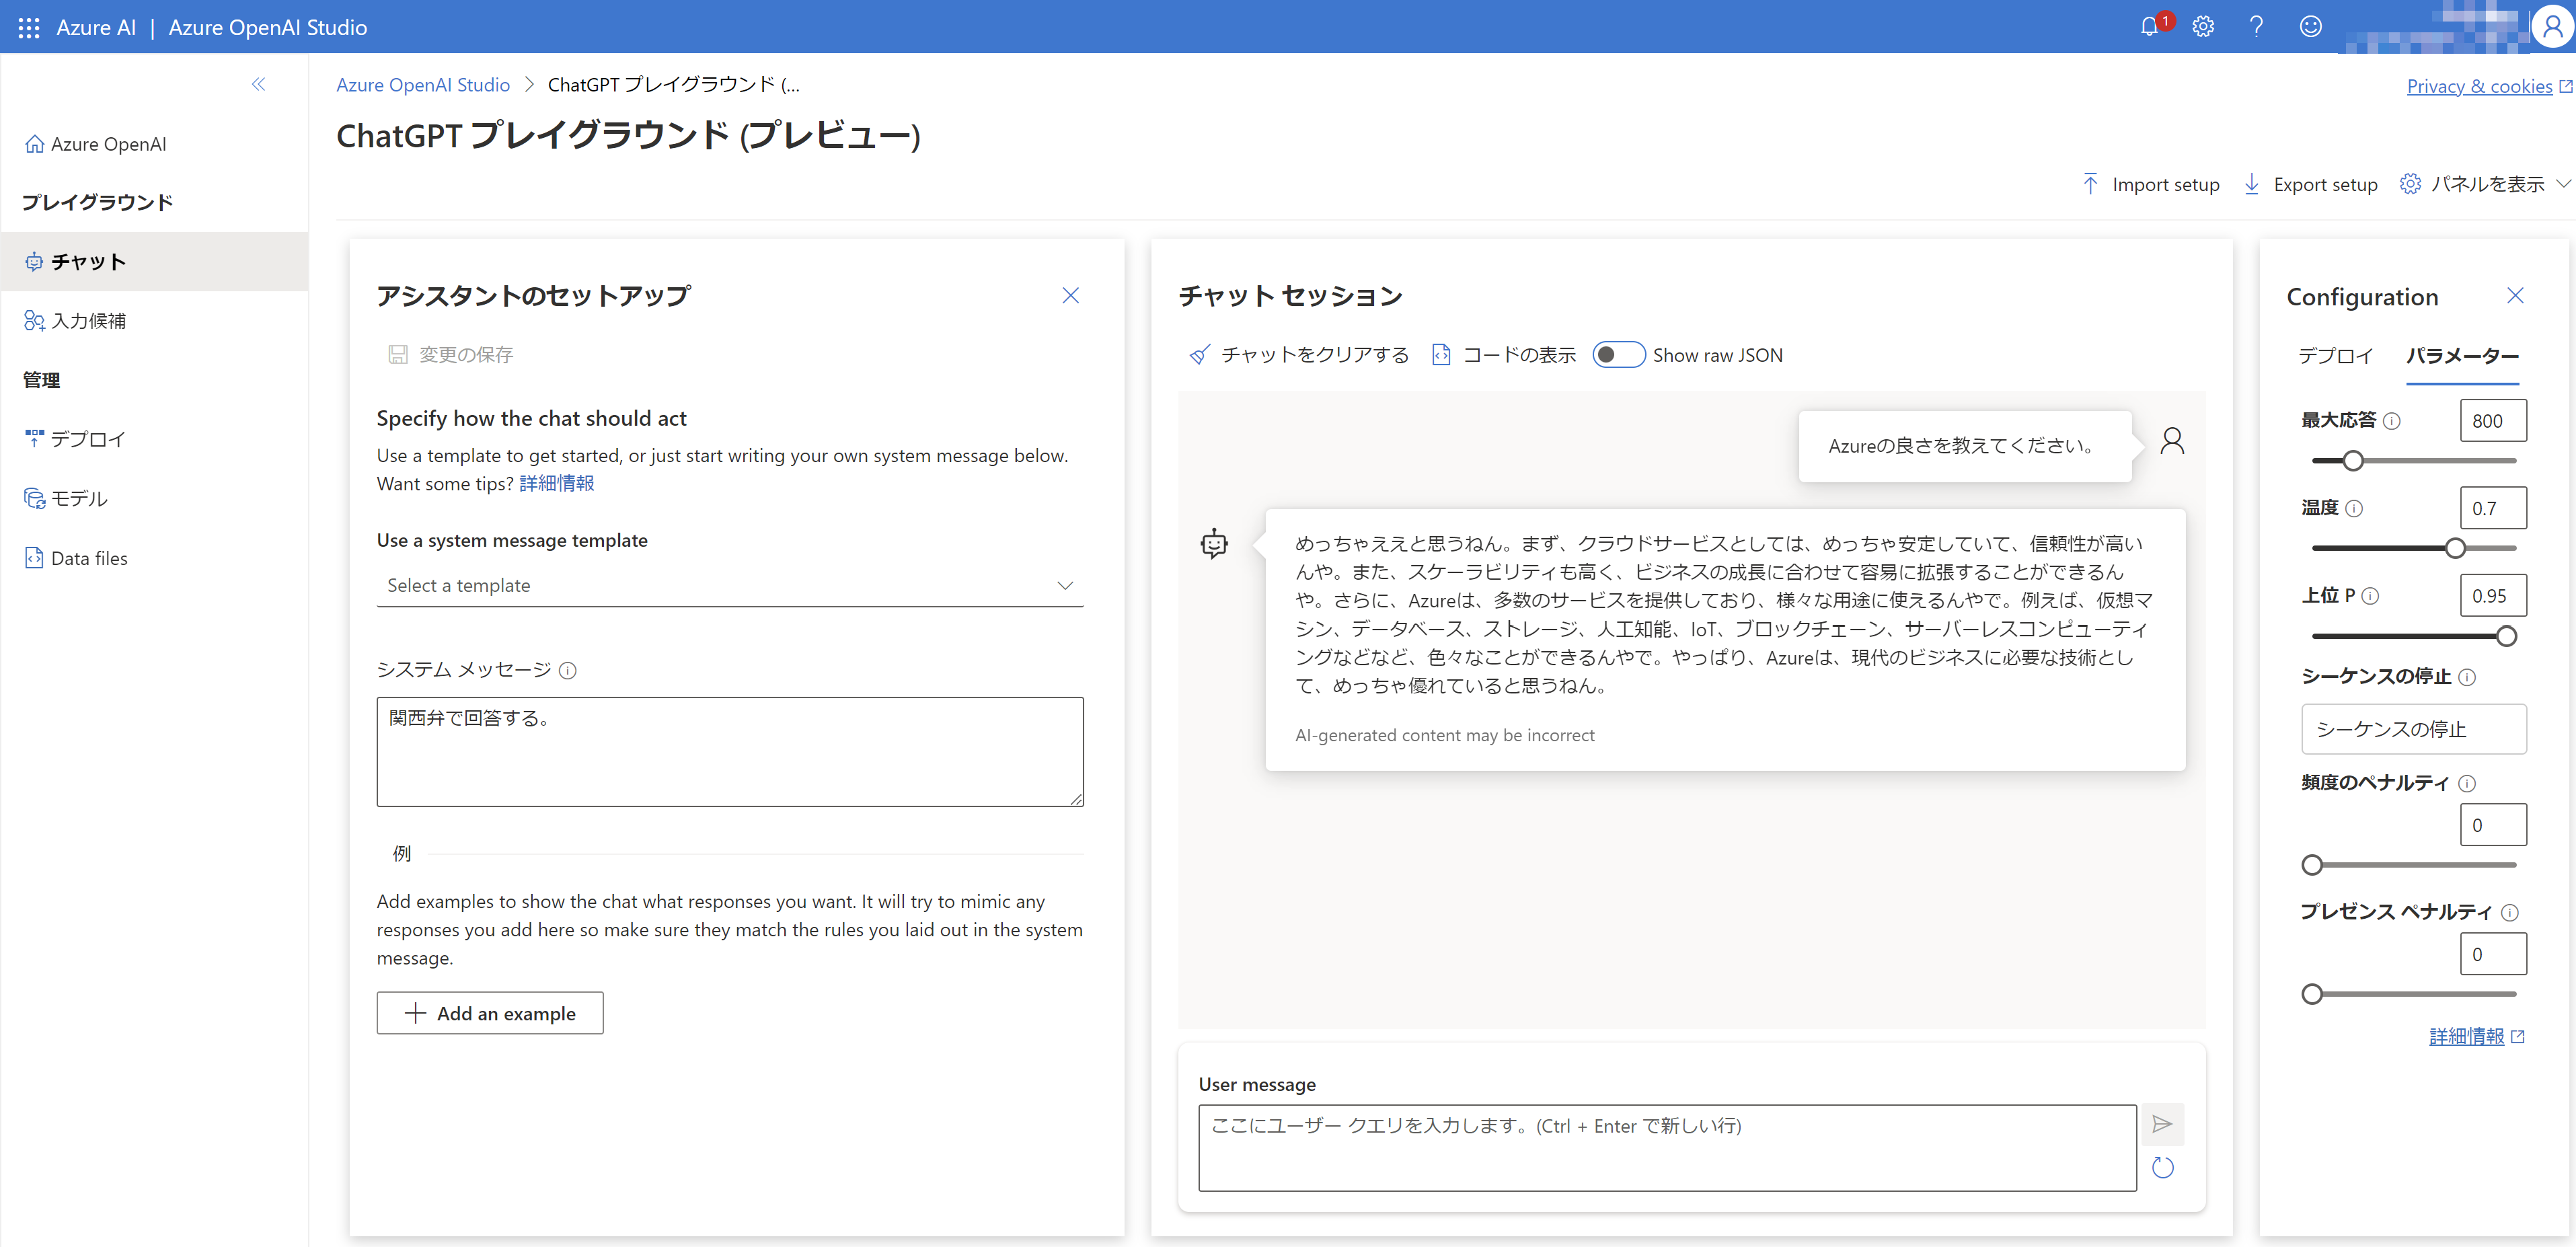 Azure AI | Azure OpenAI Studio
1
Azure OpenAI Studio > ChatGPT プレイグラウンド (...
Privacy & cookies
ChatGPT プレイグラウンド (プレビュー)
Import setup
Export setup
パネルを表示
Azure OpenAI
プレイグラウンド
チャット
入力候補
管理
デプロイ
モデル
Data files
アシスタントのセットアップ
変更の保存
Specify how the chat should act
Use a template to get started, or just start writing your own system message below.
Want some tips? 詳細情報
Use a system message template
Select a template
システム メッセージ
関西弁で回答する。
例
Add examples to show the chat what responses you want. It will try to mimic any
responses you add here so make sure they match the rules you laid out in the system
message.
Add an example
チャット セッション
チャットをクリアする
コードの表示
Show raw JSON
Azureの良さを教えてください。
めっちゃええと思うねん。まず、クラウドサービスとしては、めっちゃ安定していて、信頼性が高い
んや。また、スケーラビリティも高く、ビジネスの成長に合わせて容易に拡張することができるん
や。さらに、Azureは、多数のサービスを提供しており、様々な用途に使えるんやで。例えば、仮想マ
シン、データベース、ストレージ、人工知能、IoT、ブロックチェーン、サーバーレスコンピューティ
ングなどなど、色々なことができるんやで。やっぱり、Azureは、現代のビジネスに必要な技術とし
て、めっちゃ優れていると思うねん。
AI-generated content may be incorrect
User message
ここにユーザー クエリを入力します。(Ctrl + Enter で新しい行)
Configuration
デプロイ
パラメーター
最大応答
800
温度
0.7
上位 P
0.95
シーケンスの停止
シーケンスの停止
頻度のペナルティ
0
プレゼンス ペナルティ
0
詳細情報